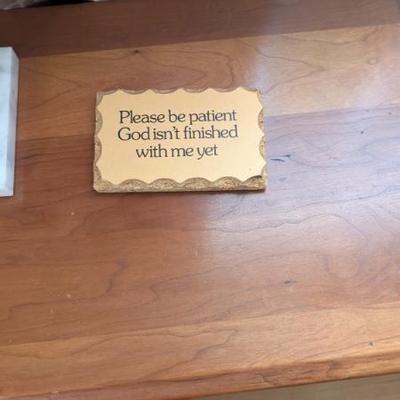 Please be patient
God isn't finished
with me yet